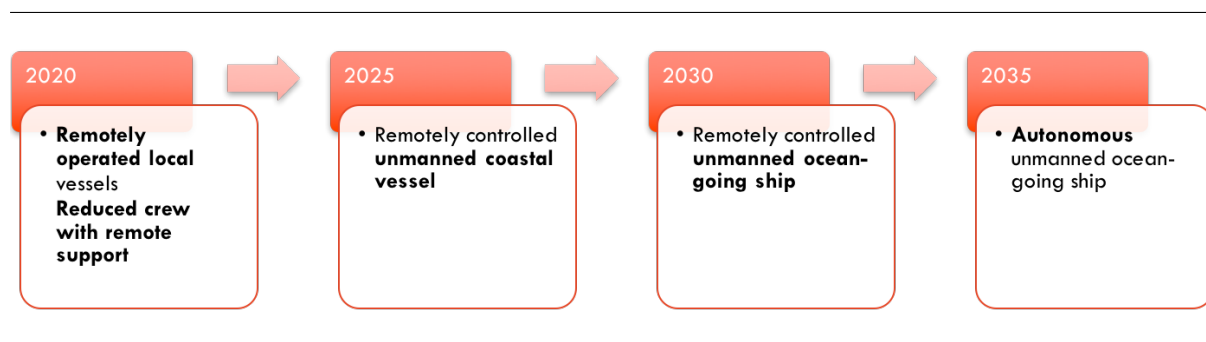 2020
• Remotely
operated local
vessels
Reduced crew
with remote
support
2025
• Remotely controlled
unmanned coastal
vessel
2030
• Remotely controlled
unmanned ocean-
going ship
2035
• Autonomous
unmanned ocean-
going ship